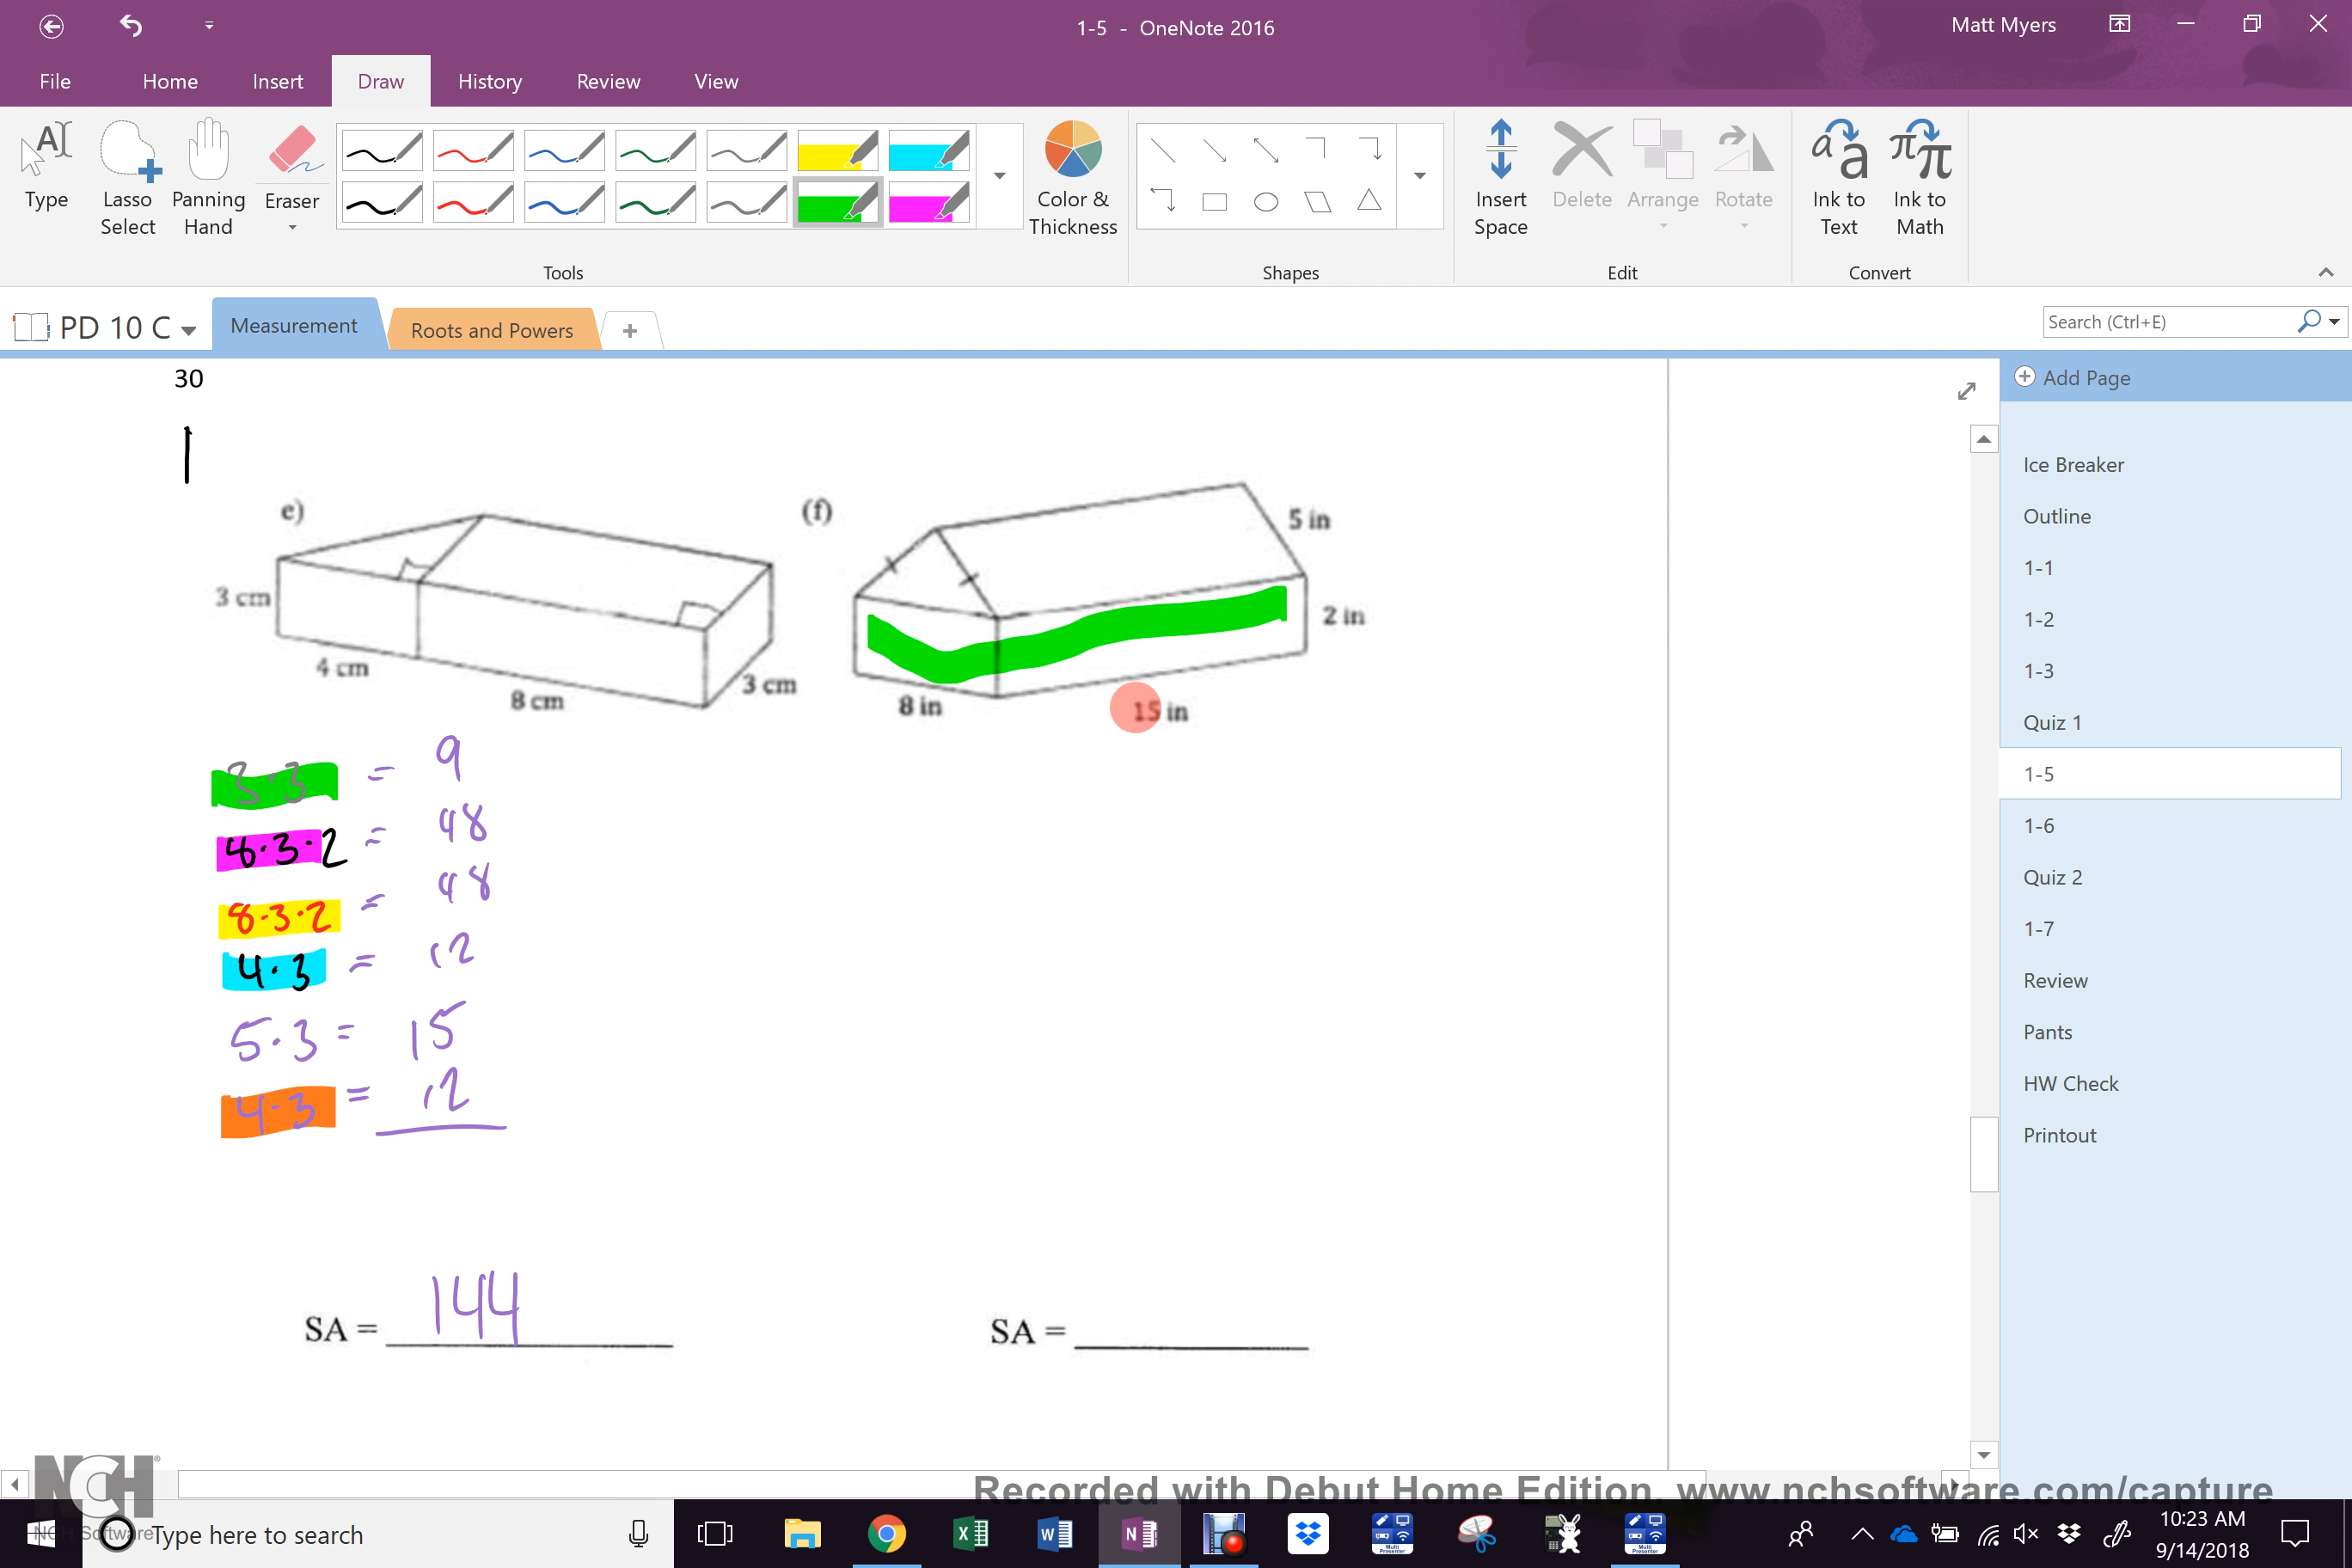 1-5 - OneNote 2016
Matt Myers
File Home Insert Draw History Review View
Type
Lasso Select
Panning Hand
Eraser
Color & Thickness
Insert Space
Delete
Arrange
Rotate
Ink to Text
Ink to Math
Tools
Shapes
Edit
Convert
PD 10 C
Measurement
Roots and Powers
Search (Ctrl+E)
Add Page
Ice Breaker
Outline
1-1
1-2
1-3
Quiz 1
1-5
1-6
Quiz 2
1-7
Review
Pants
HW Check
Printout
30
e)
3 cm
4 cm
8 cm
3 cm
(f)
5 in
2 in
8 in
15 in
3·3 = 9
8·3·2 = 48
8·3·2 = 48
4·3 = 12
5·3 = 15
4·3 = 12
SA = 144
SA =
NCH®
NCH Software
Recorded with Debut Home Edition. www.nchsoftware.com/capture
Type here to search
10:23 AM
9/14/2018